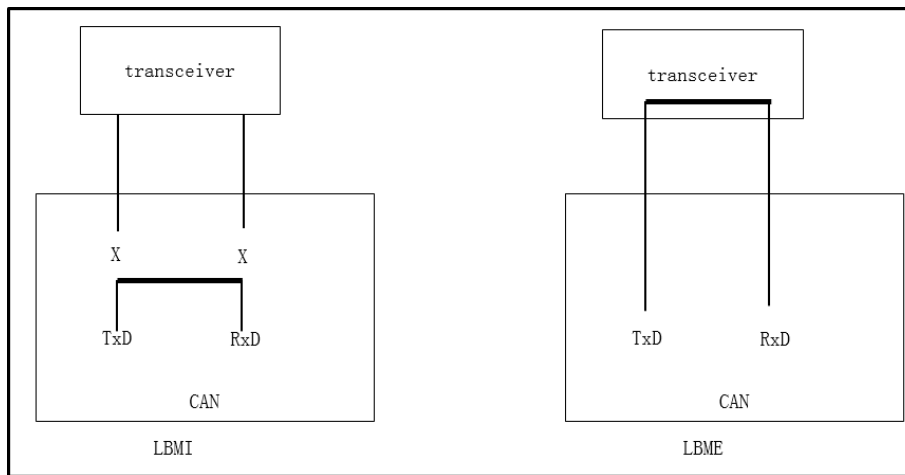 transceiver
transceiver
X
X
TxD
RxD
TxD
RxD
CAN
CAN
LBMI
LBME